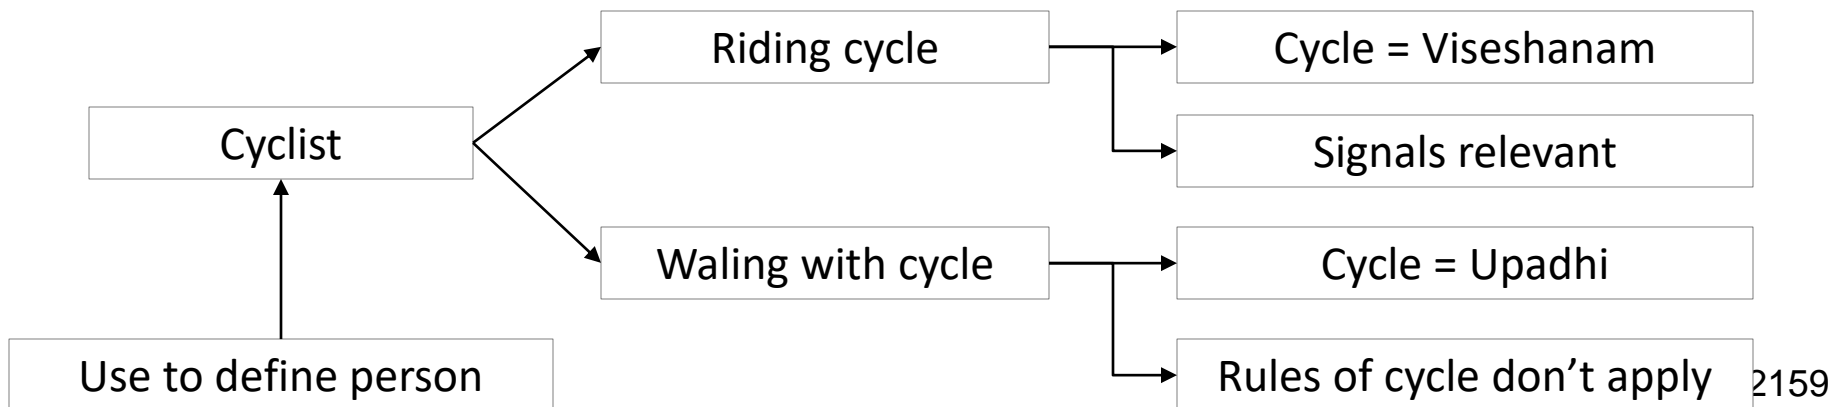 Riding cycle
Cycle = Viseshanam
Cyclist
Signals relevant
Waling with cycle
Cycle = Upadhi
Use to define person
Rules of cycle don’t apply
2159